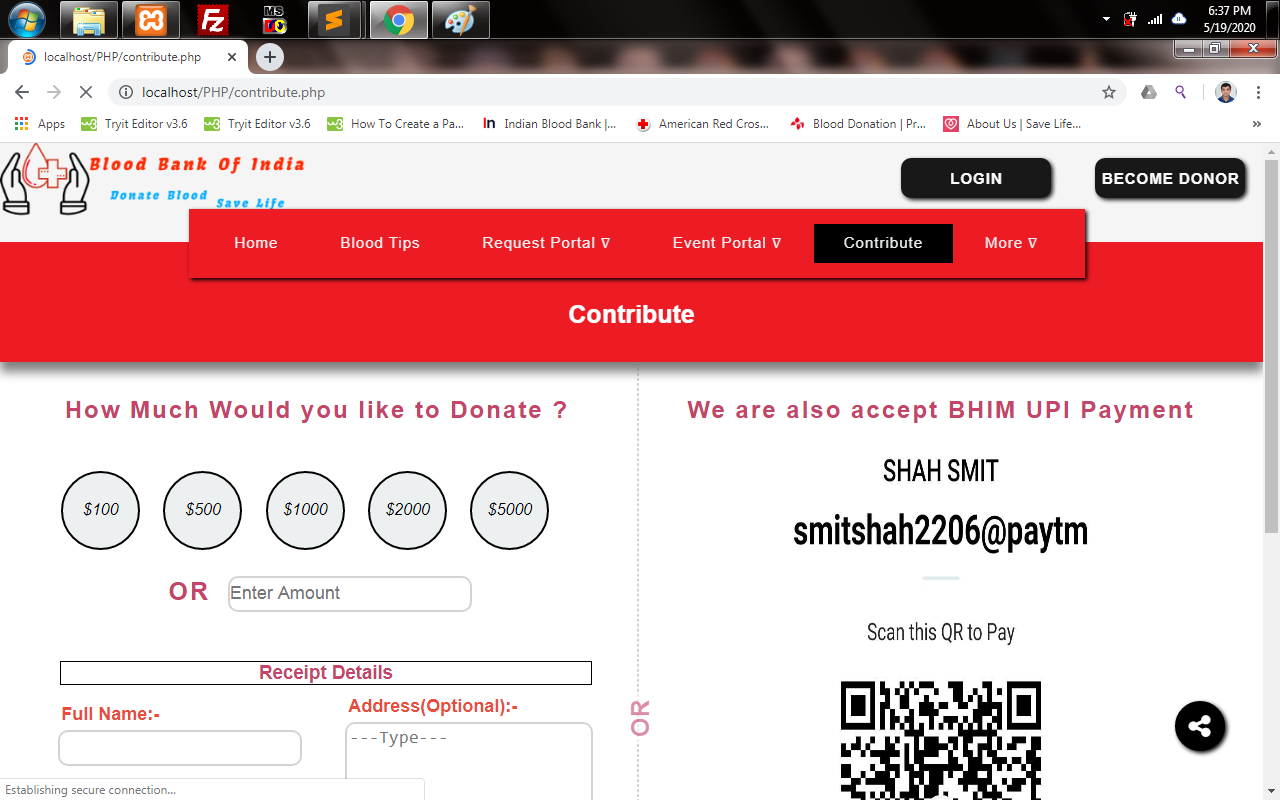 MS
6:37 PM
5/19/2020
localhost/PHP/contribute.php
localhost/PHP/contribute.php
Apps
w3 Tryit Editor v3.6
w3 Tryit Editor v3.6
w3 How To Create a Pa...
In Indian Blood Bank |...
American Red Cros...
Blood Donation | Pr...
About Us | Save Life...
»
Blood Bank Of India
Donate Blood
Save Life
LOGIN
BECOME DONOR
Home
Blood Tips
Request Portal ∇
Event Portal ∇
Contribute
More ∇
Contribute
How Much Would you like to Donate ?
$100
$500
$1000
$2000
$5000
OR
Enter Amount
Receipt Details
Full Name:-
Address(Optional):-
---Type---
OR
We are also accept BHIM UPI Payment
SHAH SMIT
smitshah2206@paytm
Scan this QR to Pay
Establishing secure connection...